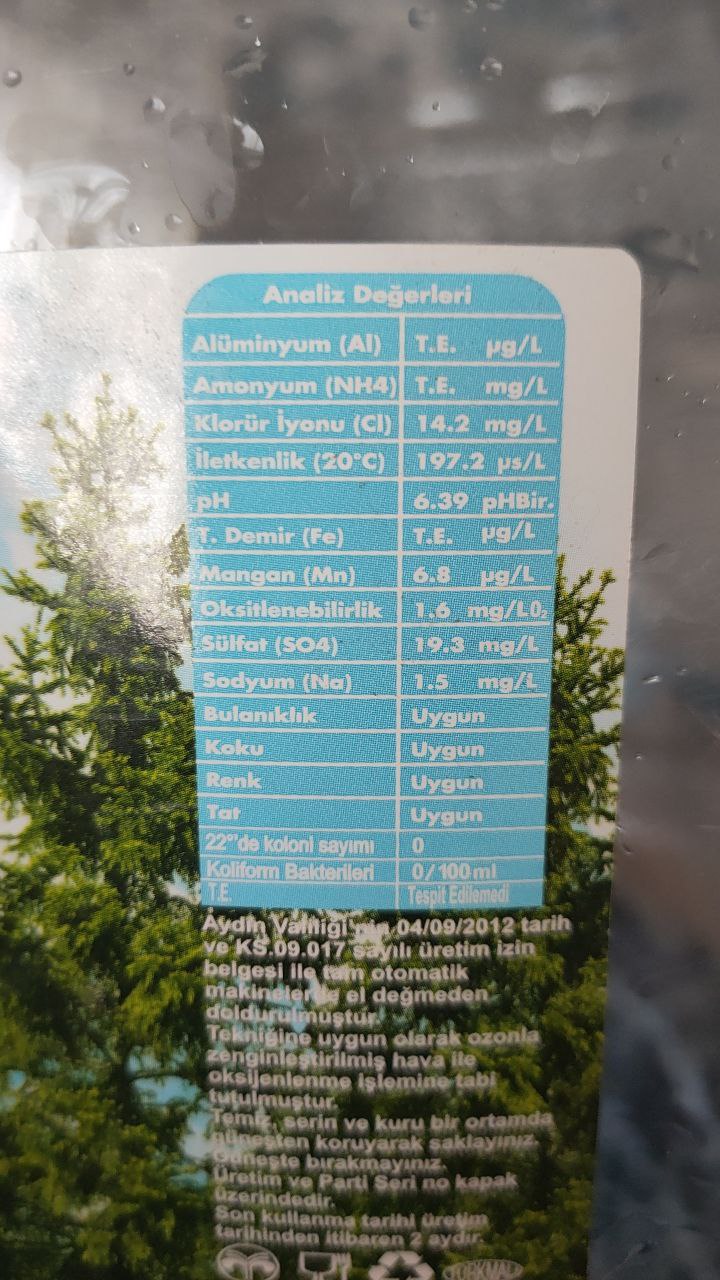 Analiz Değerleri
Alüminyum (Al) T.E. µg/L
Amonyum (NH4) T.E. mg/L
Klorür İyonu (Cl) 14.2 mg/L
İletkenlik (20°C) 197.2 µs/L
pH 6.39 pHBir.
T. Demir (Fe) T.E. µg/L
Mangan (Mn) 6.8 µg/L
Oksitlenebilirlik 1.6 mg/L0₂
Sülfat (SO4) 19.3 mg/L
Sodyum (Na) 1.5 mg/L
Bulanıklık Uygun
Koku Uygun
Renk Uygun
Tat Uygun
22°'de koloni sayımı 0
Koliform Bakterileri 0/100ml
T.E. Tespit Edilemedi
Aydın Valiliği'nin 04/09/2012 tarih
ve KS.09.017 sayılı üretim izin
belgesi ile tam otomatik
makinelerde el değmeden
doldurulmuştur.
Tekniğine uygun olarak ozonla
zenginleştirilmiş hava ile
oksijenlenme işlemine tabi
tutulmuştur.
Temiz, serin ve kuru bir ortamda
güneşten koruyarak saklayınız.
Güneşte bırakmayınız.
Üretim ve Parti Seri no kapak
üzerindedir.
Son kullanma tarihi üretim
tarihinden itibaren 2 aydır.
TÜRKMALI